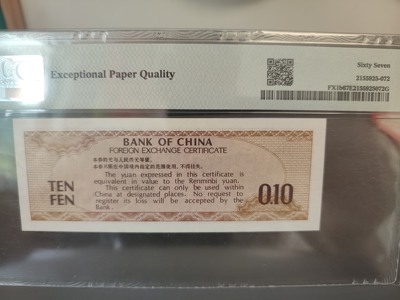 Exceptional Paper Quality
Sixty Seven
2155825-072
FX1b67E2155825072G
BANK OF CHINA
FOREIGN EXCHANGE CERTIFICATE
本券的元与人民币元等值。
本券只限在中国境内指定的范围使用，不得挂失。
The yuan expressed in this certificate is
equivalent in value to the Renminbi yuan.
This certificate can only be used within
China at designated places. No request to
register its loss will be accepted by the
Bank.
TEN
FEN
0.10